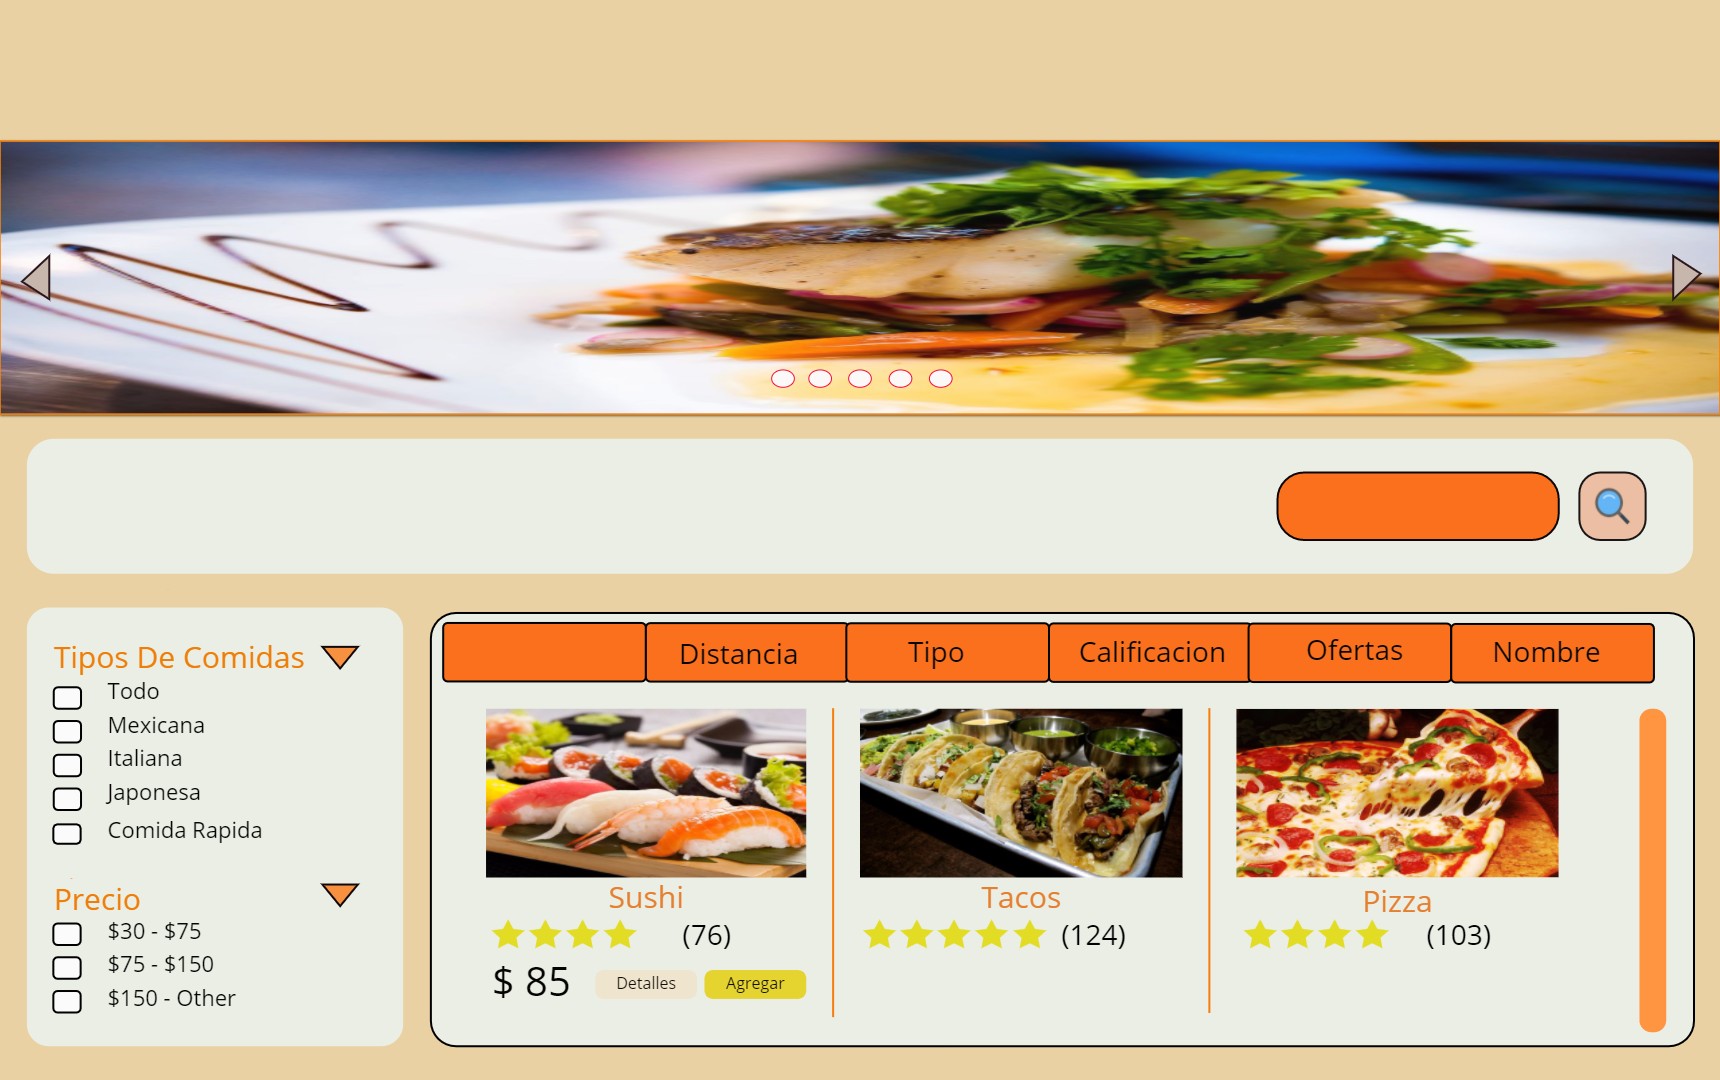 Distancia
Tipo
Calificacion
Ofertas
Nombre
Tipos De Comidas
Todo
Mexicana
Italiana
Japonesa
Comida Rapida
Precio
$30 - $75
$75 - $150
$150 - Other
Sushi
(76)
$ 85
Detalles
Agregar
Tacos
(124)
Pizza
(103)